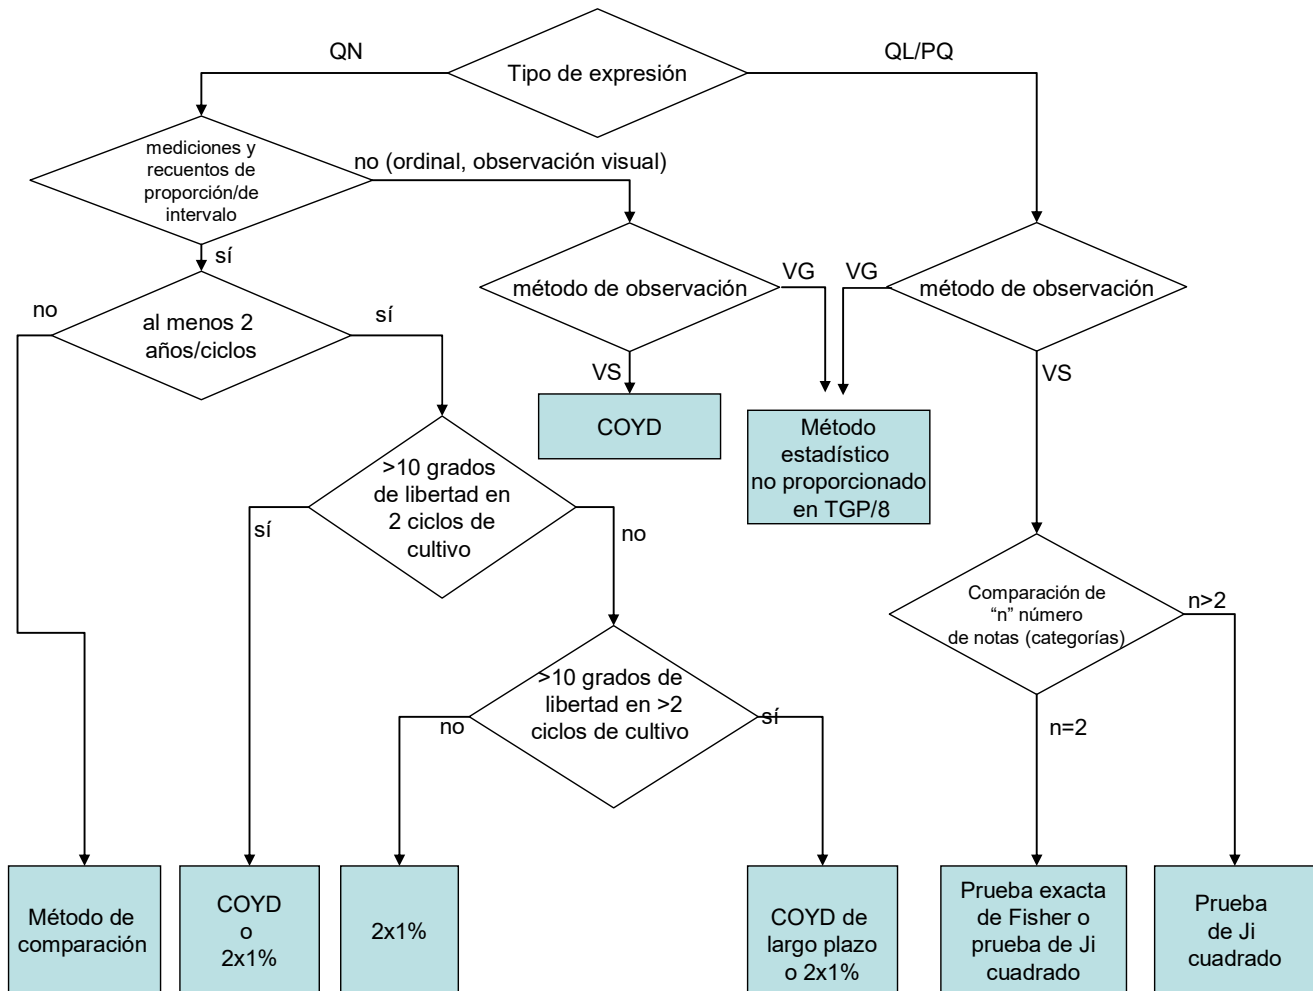 QN
QL/PQ
Tipo de expresión
mediciones y
recuentos de
proporción/de
intervalo
no (ordinal, observación visual)
sí
VG
VG
método de observación
método de observación
no
sí
al menos 2
años/ciclos
VS
VS
COYD
Método
estadístico
no proporcionado
en TGP/8
>10 grados
de libertad en
2 ciclos de
cultivo
sí
no
Comparación de
“n” número
de notas (categorías)
n>2
>10 grados de
libertad en >2
ciclos de cultivo
no
sí
n=2
Método de
comparación
COYD
o
2x1%
2x1%
COYD de
largo plazo
o 2x1%
Prueba exacta
de Fisher o
prueba de Ji
cuadrado
Prueba
de Ji
cuadrado